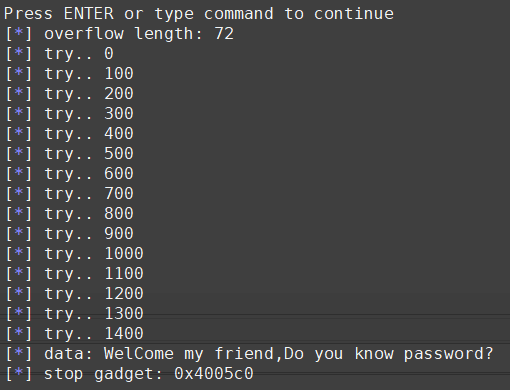 Press ENTER or type command to continue
[*] overflow length: 72
[*] try.. 0
[*] try.. 100
[*] try.. 200
[*] try.. 300
[*] try.. 400
[*] try.. 500
[*] try.. 600
[*] try.. 700
[*] try.. 800
[*] try.. 900
[*] try.. 1000
[*] try.. 1100
[*] try.. 1200
[*] try.. 1300
[*] try.. 1400
[*] data: WelCome my friend,Do you know password?
[*] stop gadget: 0x4005c0